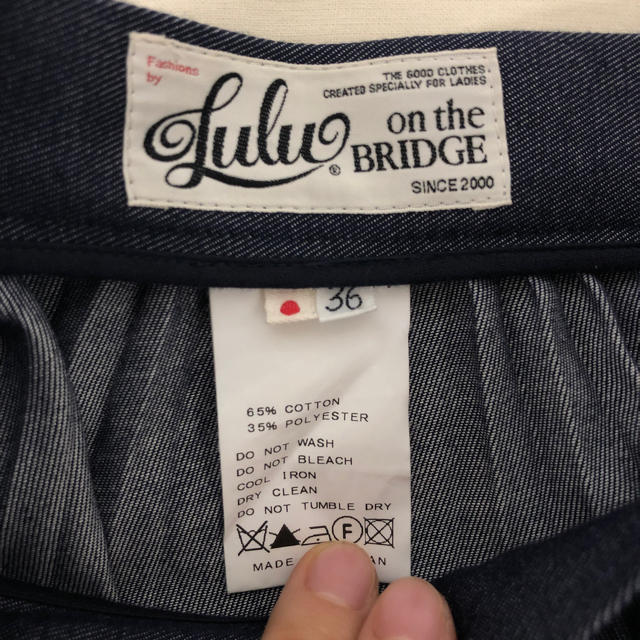 Fashions
by
THE GOOD CLOTHES
CREATED SPECIALLY FOR LADIES
Lulu®
on the
BRIDGE
SINCE 2000
36
65% COTTON
35% POLYESTER
DO NOT WASH
DO NOT BLEACH
COOL IRON
DRY CLEAN
DO NOT TUMBLE DRY
F
MADE